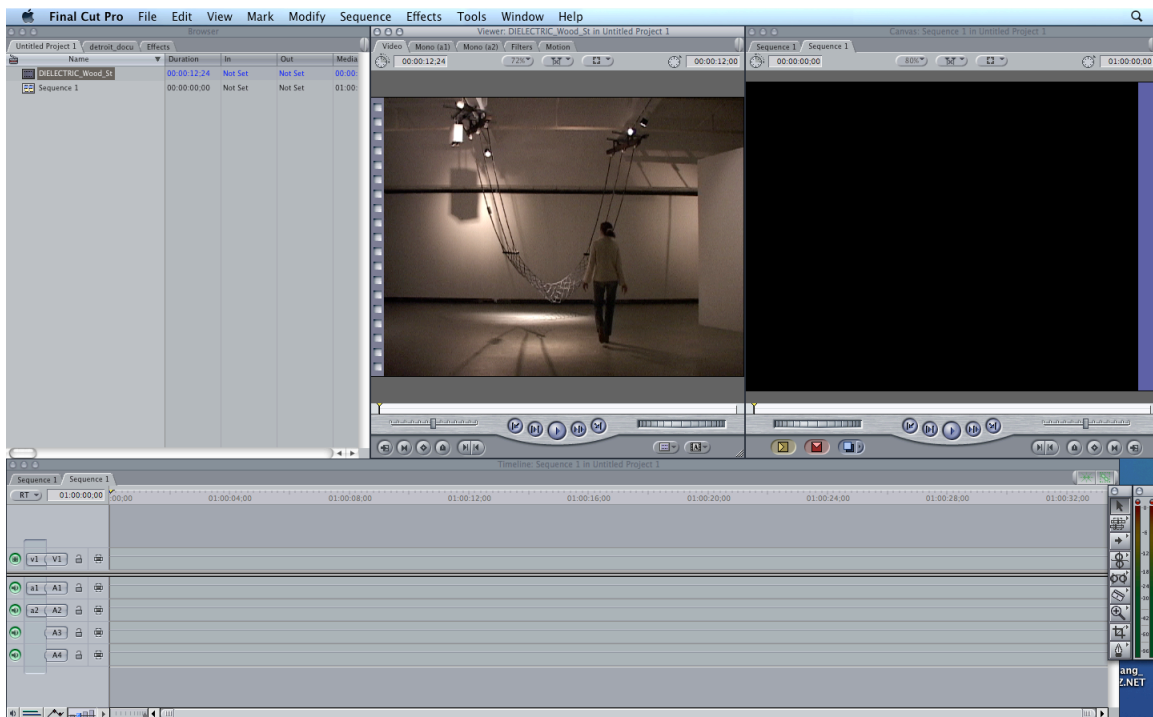 Final Cut Pro File Edit View Mark Modify Sequence Effects Tools Window Help
Browser
Untitled Project 1 detroit_docu Effects
Name Duration In Out Media
DIELECTRIC_Wood_St 00:00:12;24 Not Set Not Set 00:00:
Sequence 1 00:00:00;00 Not Set Not Set 01:00:
Viewer: DIELECTRIC_Wood_St in Untitled Project 1
Video Mono (a1) Mono (a2) Filters Motion
00:00:12;24 72% 00:00:12;00
Canvas: Sequence 1 in Untitled Project 1
Sequence 1 Sequence 1
00:00:00;00 80% 01:00:00;00
Timeline: Sequence 1 in Untitled Project 1
Sequence 1 Sequence 1
RT 01:00:00;00 00;00 01:00:04;00 01:00:08;00 01:00:12;00 01:00:16;00 01:00:20;00 01:00:24;00 01:00:28;00 01:00:32;00
v1 V1
a1 A1
a2 A2
A3
A4
ang_
Z.NET